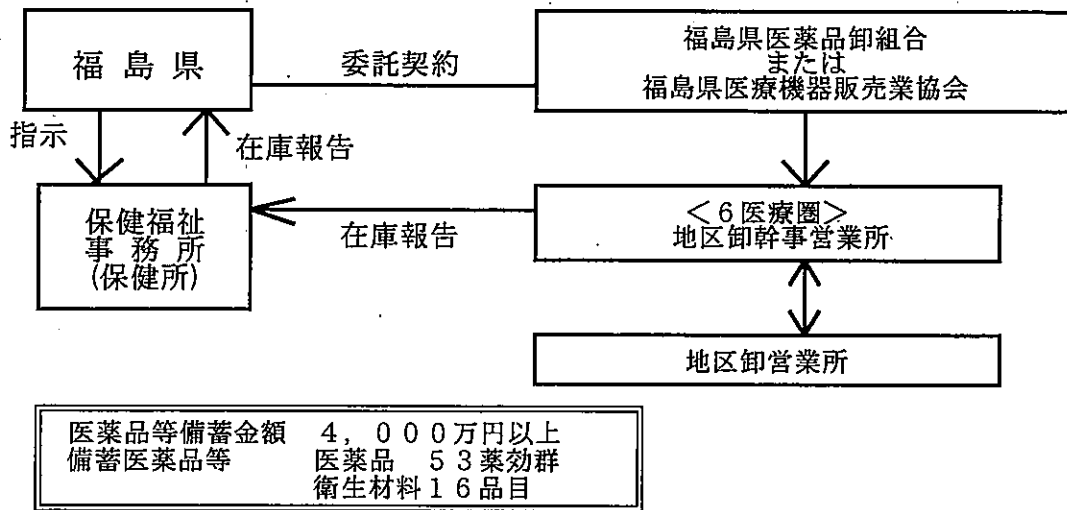 福島県
委託契約
福島県医薬品卸組合
または
福島県医療機器販売業協会
指示
在庫報告
保健福祉
事務所
(保健所)
在庫報告
＜6医療圏＞
地区卸幹事営業所
地区卸営業所
医薬品等備蓄金額　４，０００万円以上
備蓄医薬品等　医薬品　５３薬効群
衛生材料１６品目